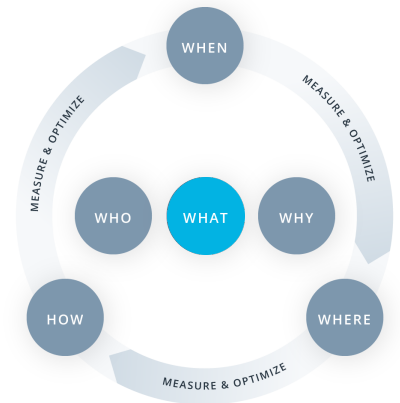 WHEN
MEASURE & OPTIMIZE
MEASURE & OPTIMIZE
WHO
WHAT
WHY
HOW
WHERE
MEASURE & OPTIMIZE